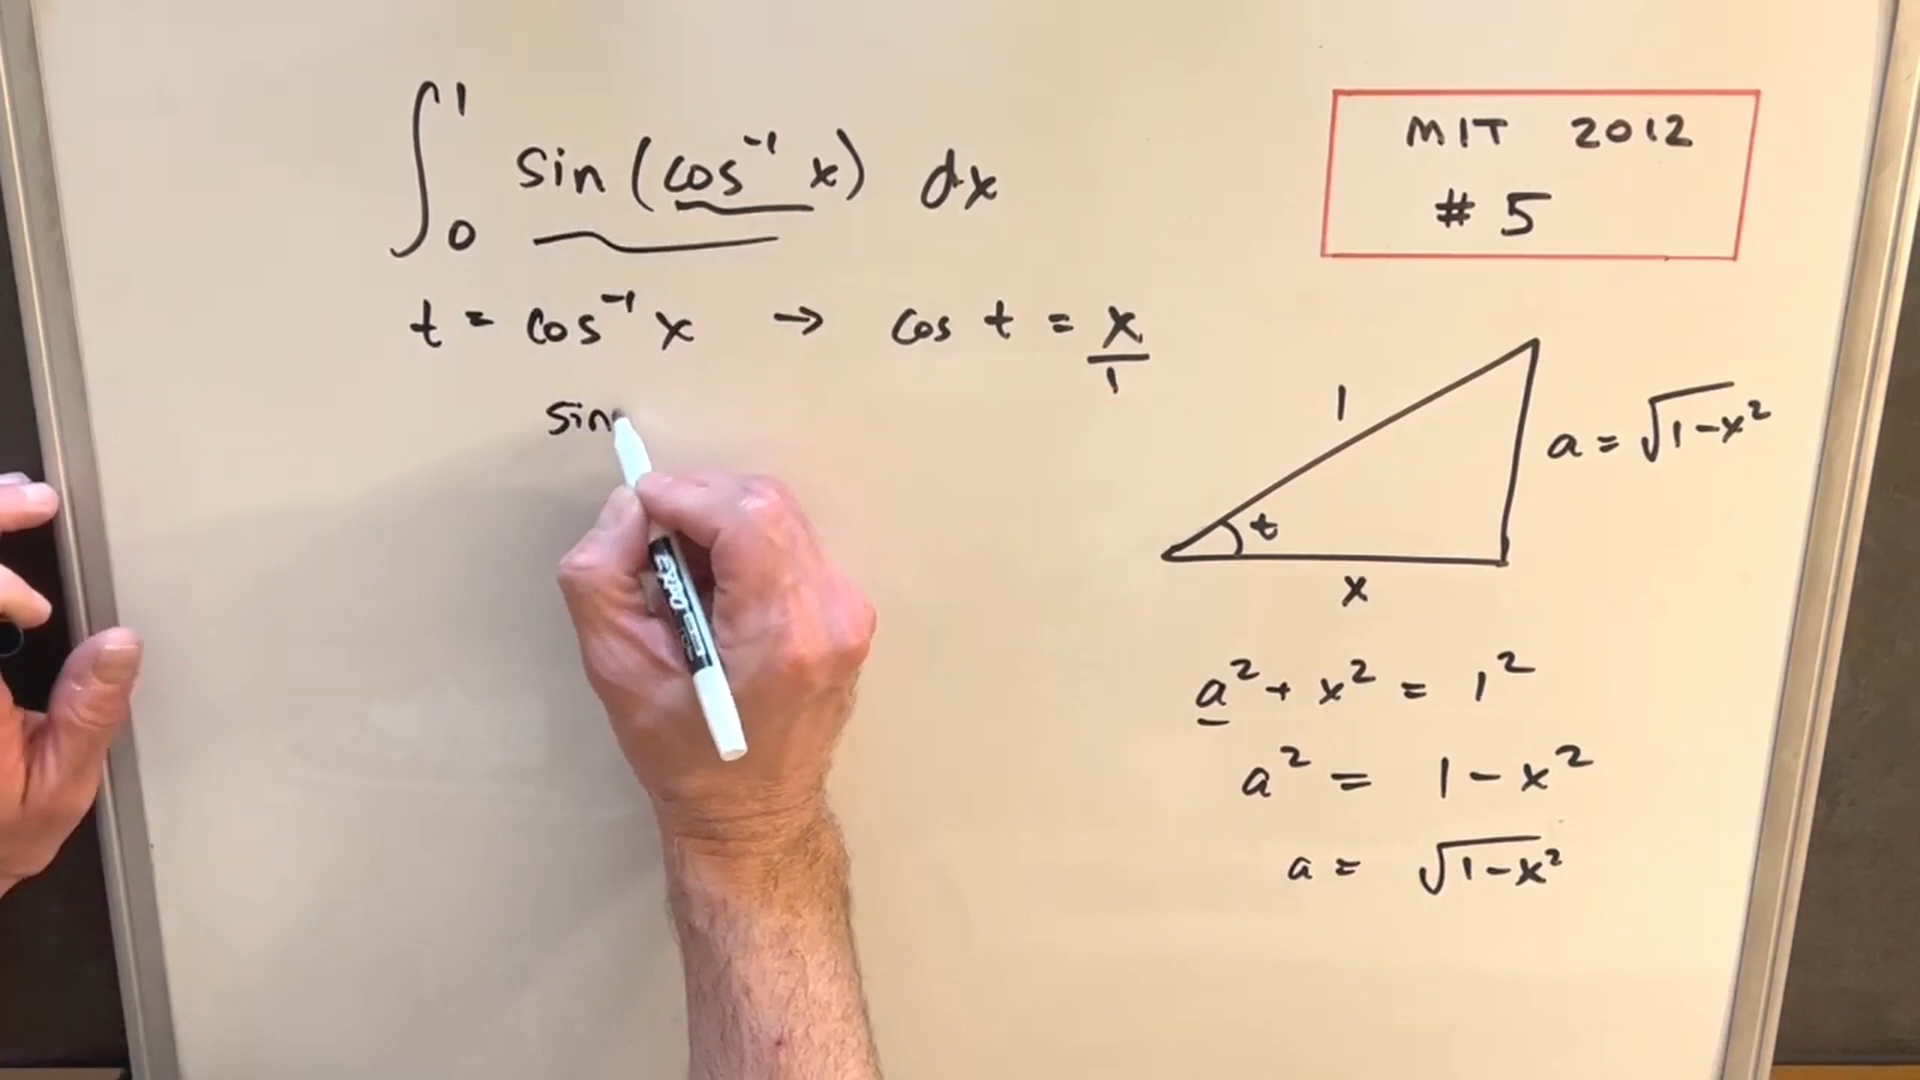 ∫₀¹ sin (cos⁻¹ x) dx
MIT 2012
# 5
t = cos⁻¹ x → cos t = x/1
sin
1
a = √1-x²
t
x
a² + x² = 1²
a² = 1 - x²
a = √1-x²
EXPO